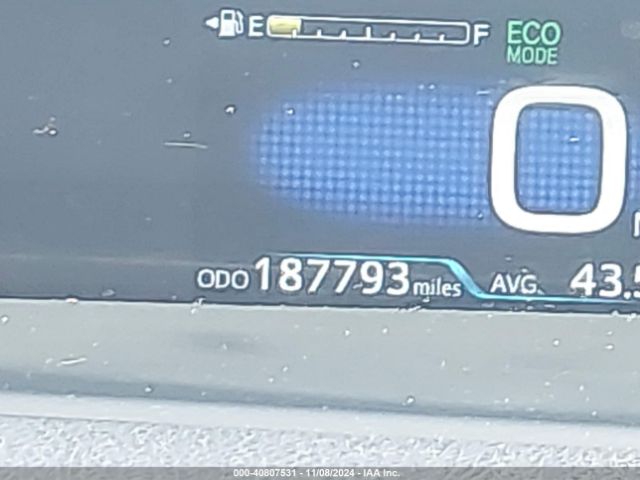 E F ECO
MODE
0
ODO 187793 miles AVG. 43.5
000-40807531 - 11/08/2024 - IAA Inc.